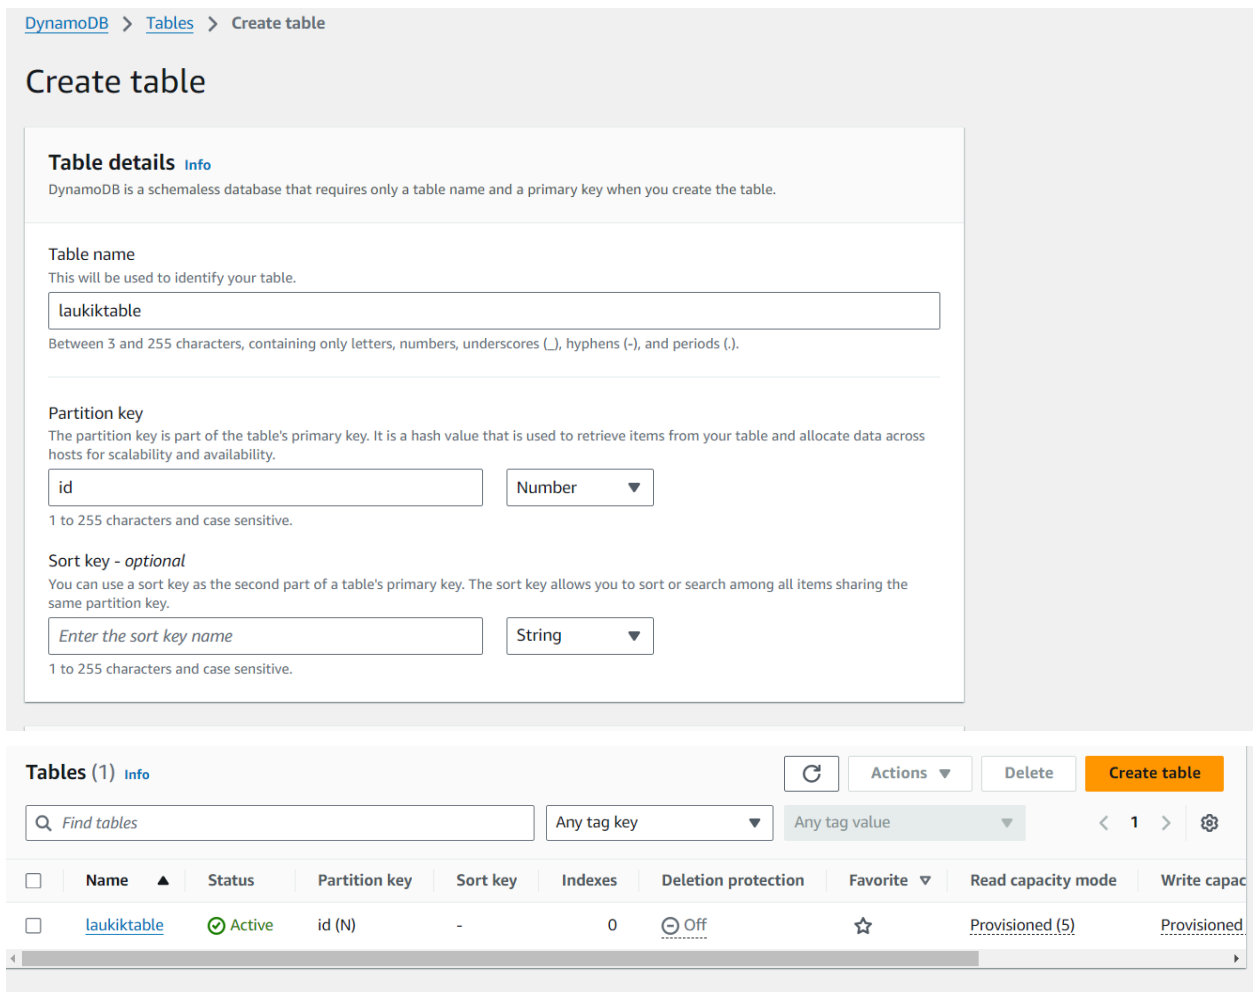 DynamoDB > Tables > Create table
Create table
Table details Info
DynamoDB is a schemaless database that requires only a table name and a primary key when you create the table.
Table name
This will be used to identify your table.
laukiktable
Between 3 and 255 characters, containing only letters, numbers, underscores (_), hyphens (-), and periods (.).
Partition key
The partition key is part of the table's primary key. It is a hash value that is used to retrieve items from your table and allocate data across
hosts for scalability and availability.
id Number
1 to 255 characters and case sensitive.
Sort key - optional
You can use a sort key as the second part of a table's primary key. The sort key allows you to sort or search among all items sharing the
same partition key.
Enter the sort key name String
1 to 255 characters and case sensitive.
Tables (1) Info Actions Delete Create table
Find tables Any tag key Any tag value 1
Name Status Partition key Sort key Indexes Deletion protection Favorite Read capacity mode Write capac
laukiktable Active id (N) - 0 Off Provisioned (5) Provisioned